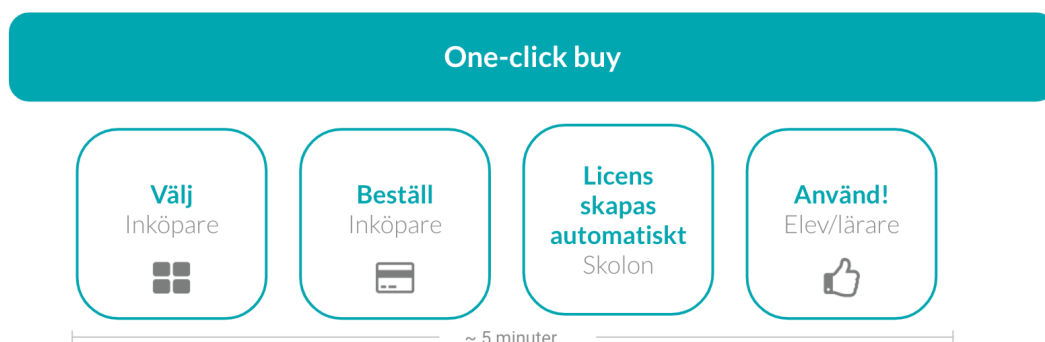 One-click buy
Välj
Inköpare
Beställ
Inköpare
Licens
skapas
automatiskt
Skolon
Använd!
Elev/lärare
~ 5 minuter